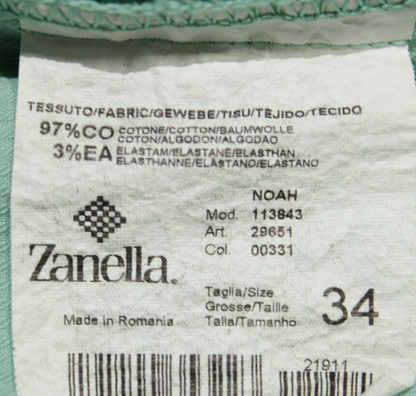 TESSUTO/FABRIC/GEWEBE/TISU/TEJIDO/TECIDO
97%CO COTONE/COTTON/BAUMWOLLE
COTON/ALGODON/ALGODAO
3%EA ELASTAM/ELASTANE/ELASTHAN
ELASTHANNE/ELASTANO/ELASTANO
NOAH
Mod. 113843
Art. 29651
Col. 00331
Zanella.
Taglia/Size
Grosse/Taille
Talla/Tamanho
34
Made in Romania
21911